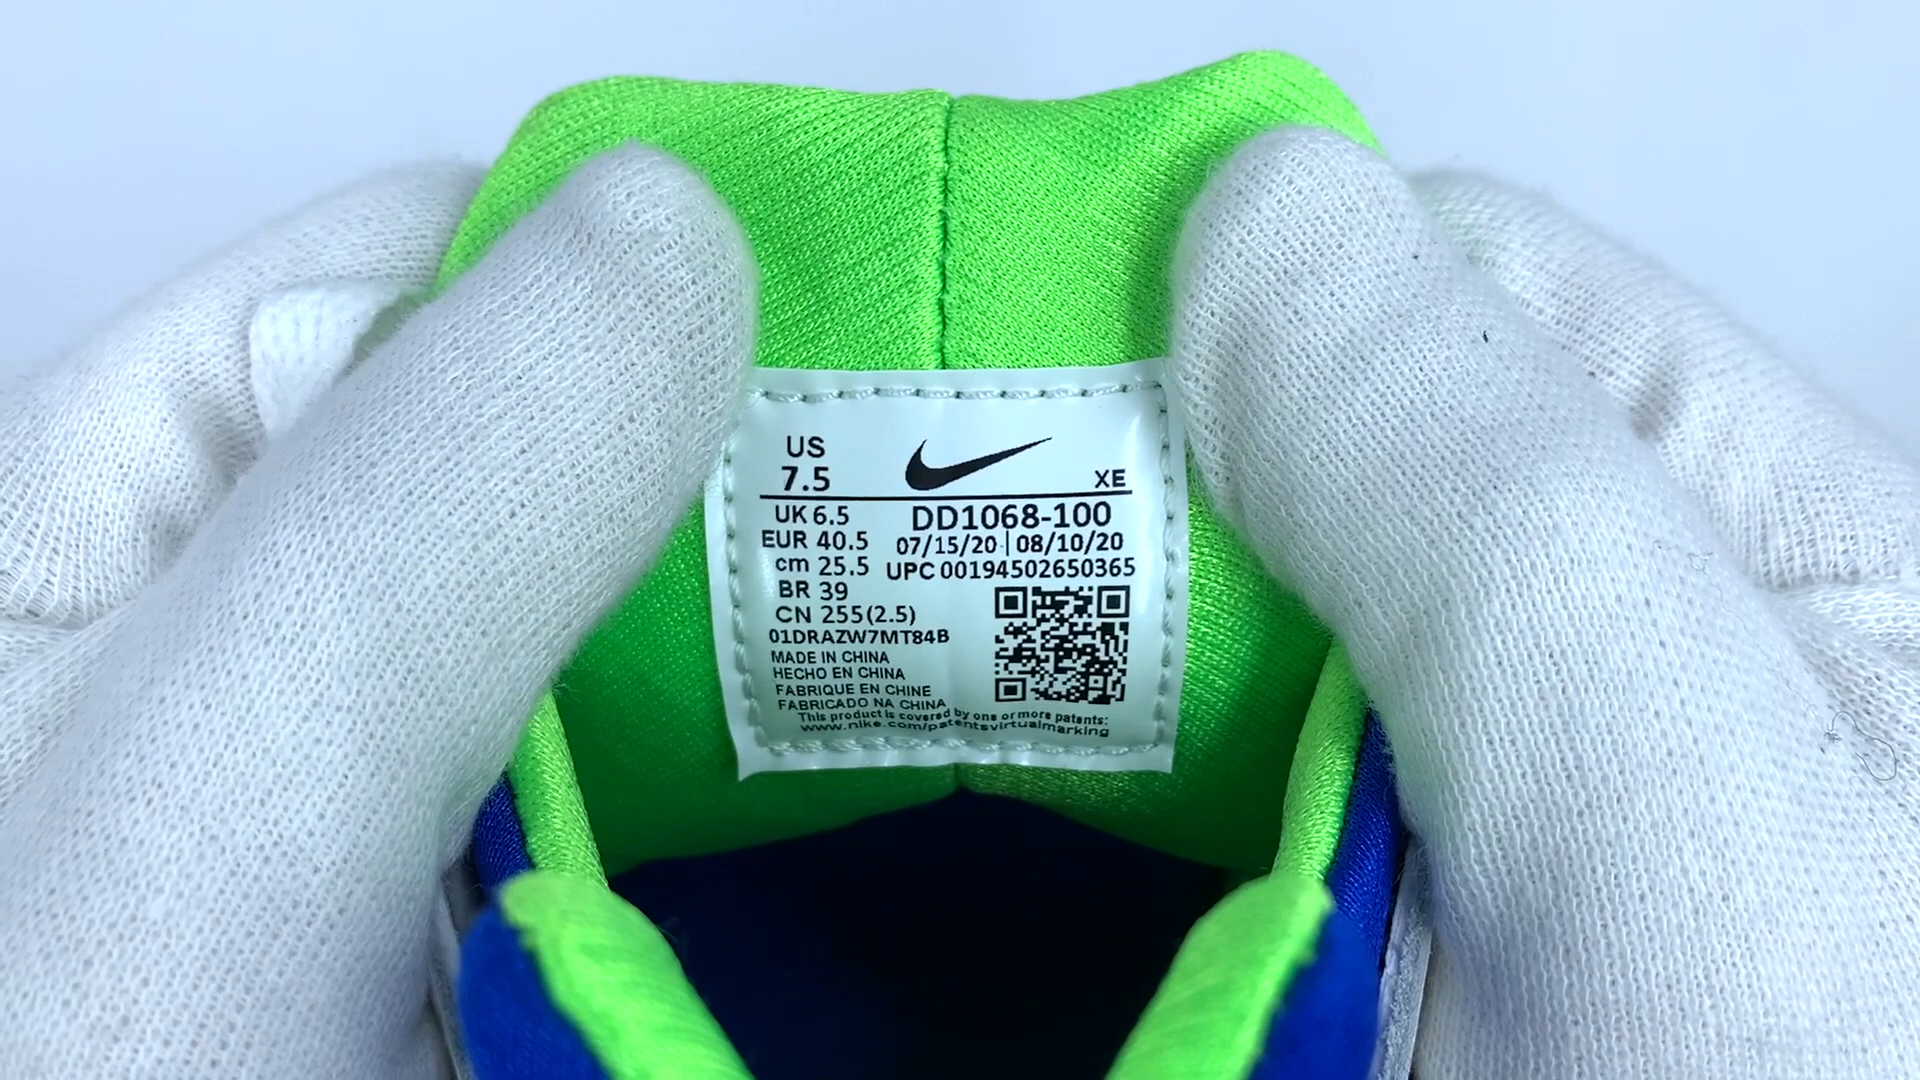 US
7.5
XE
UK 6.5
EUR 40.5
cm 25.5
BR 39
CN 255(2.5)
DD1068-100
07/15/20 | 08/10/20
UPC 00194502650365
01DRAZW7MT84B
MADE IN CHINA
HECHO EN CHINA
FABRIQUE EN CHINE
FABRICADO NA CHINA
This product is covered by one or more patents:
www.nike.com/patentsvirtualmarking